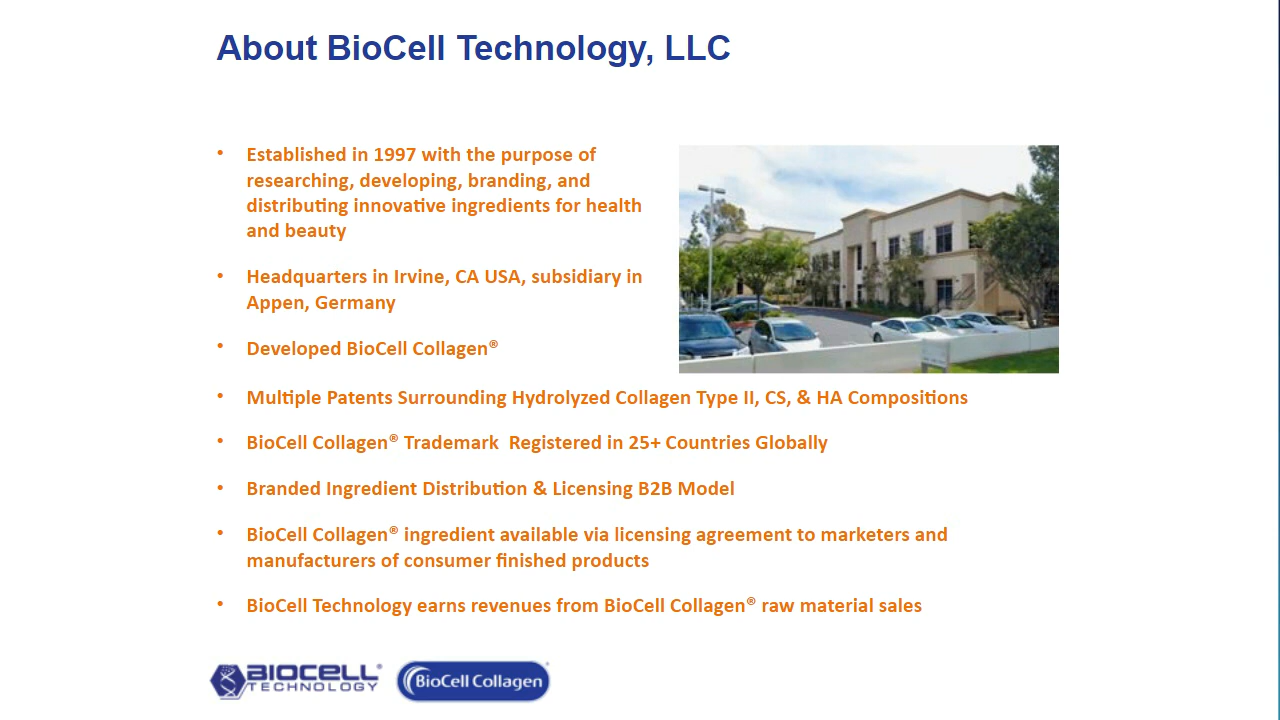 About BioCell Technology, LLC
• Established in 1997 with the purpose of
researching, developing, branding, and
distributing innovative ingredients for health
and beauty
• Headquarters in Irvine, CA USA, subsidiary in
Appen, Germany
• Developed BioCell Collagen®
• Multiple Patents Surrounding Hydrolyzed Collagen Type II, CS, & HA Compositions
• BioCell Collagen® Trademark  Registered in 25+ Countries Globally
• Branded Ingredient Distribution & Licensing B2B Model
• BioCell Collagen® ingredient available via licensing agreement to marketers and
manufacturers of consumer finished products
• BioCell Technology earns revenues from BioCell Collagen® raw material sales
BIOCELL®
TECHNOLOGY
BioCell Collagen